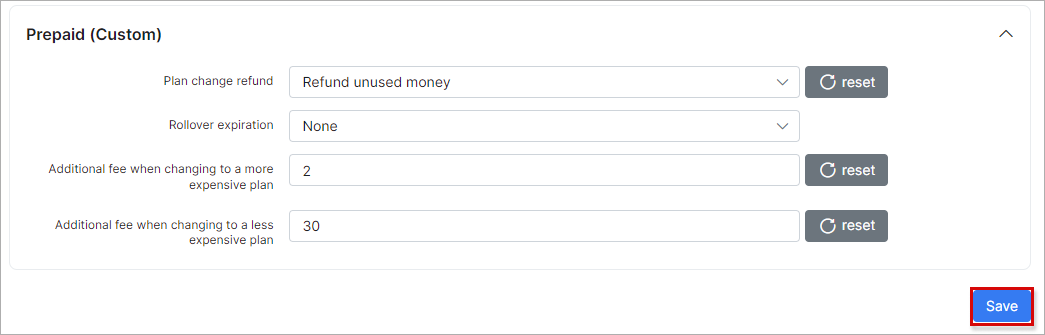 Prepaid (Custom)
Plan change refund
Refund unused money
reset
Rollover expiration
None
Additional fee when changing to a more
expensive plan
2
reset
Additional fee when changing to a less
expensive plan
30
reset
Save